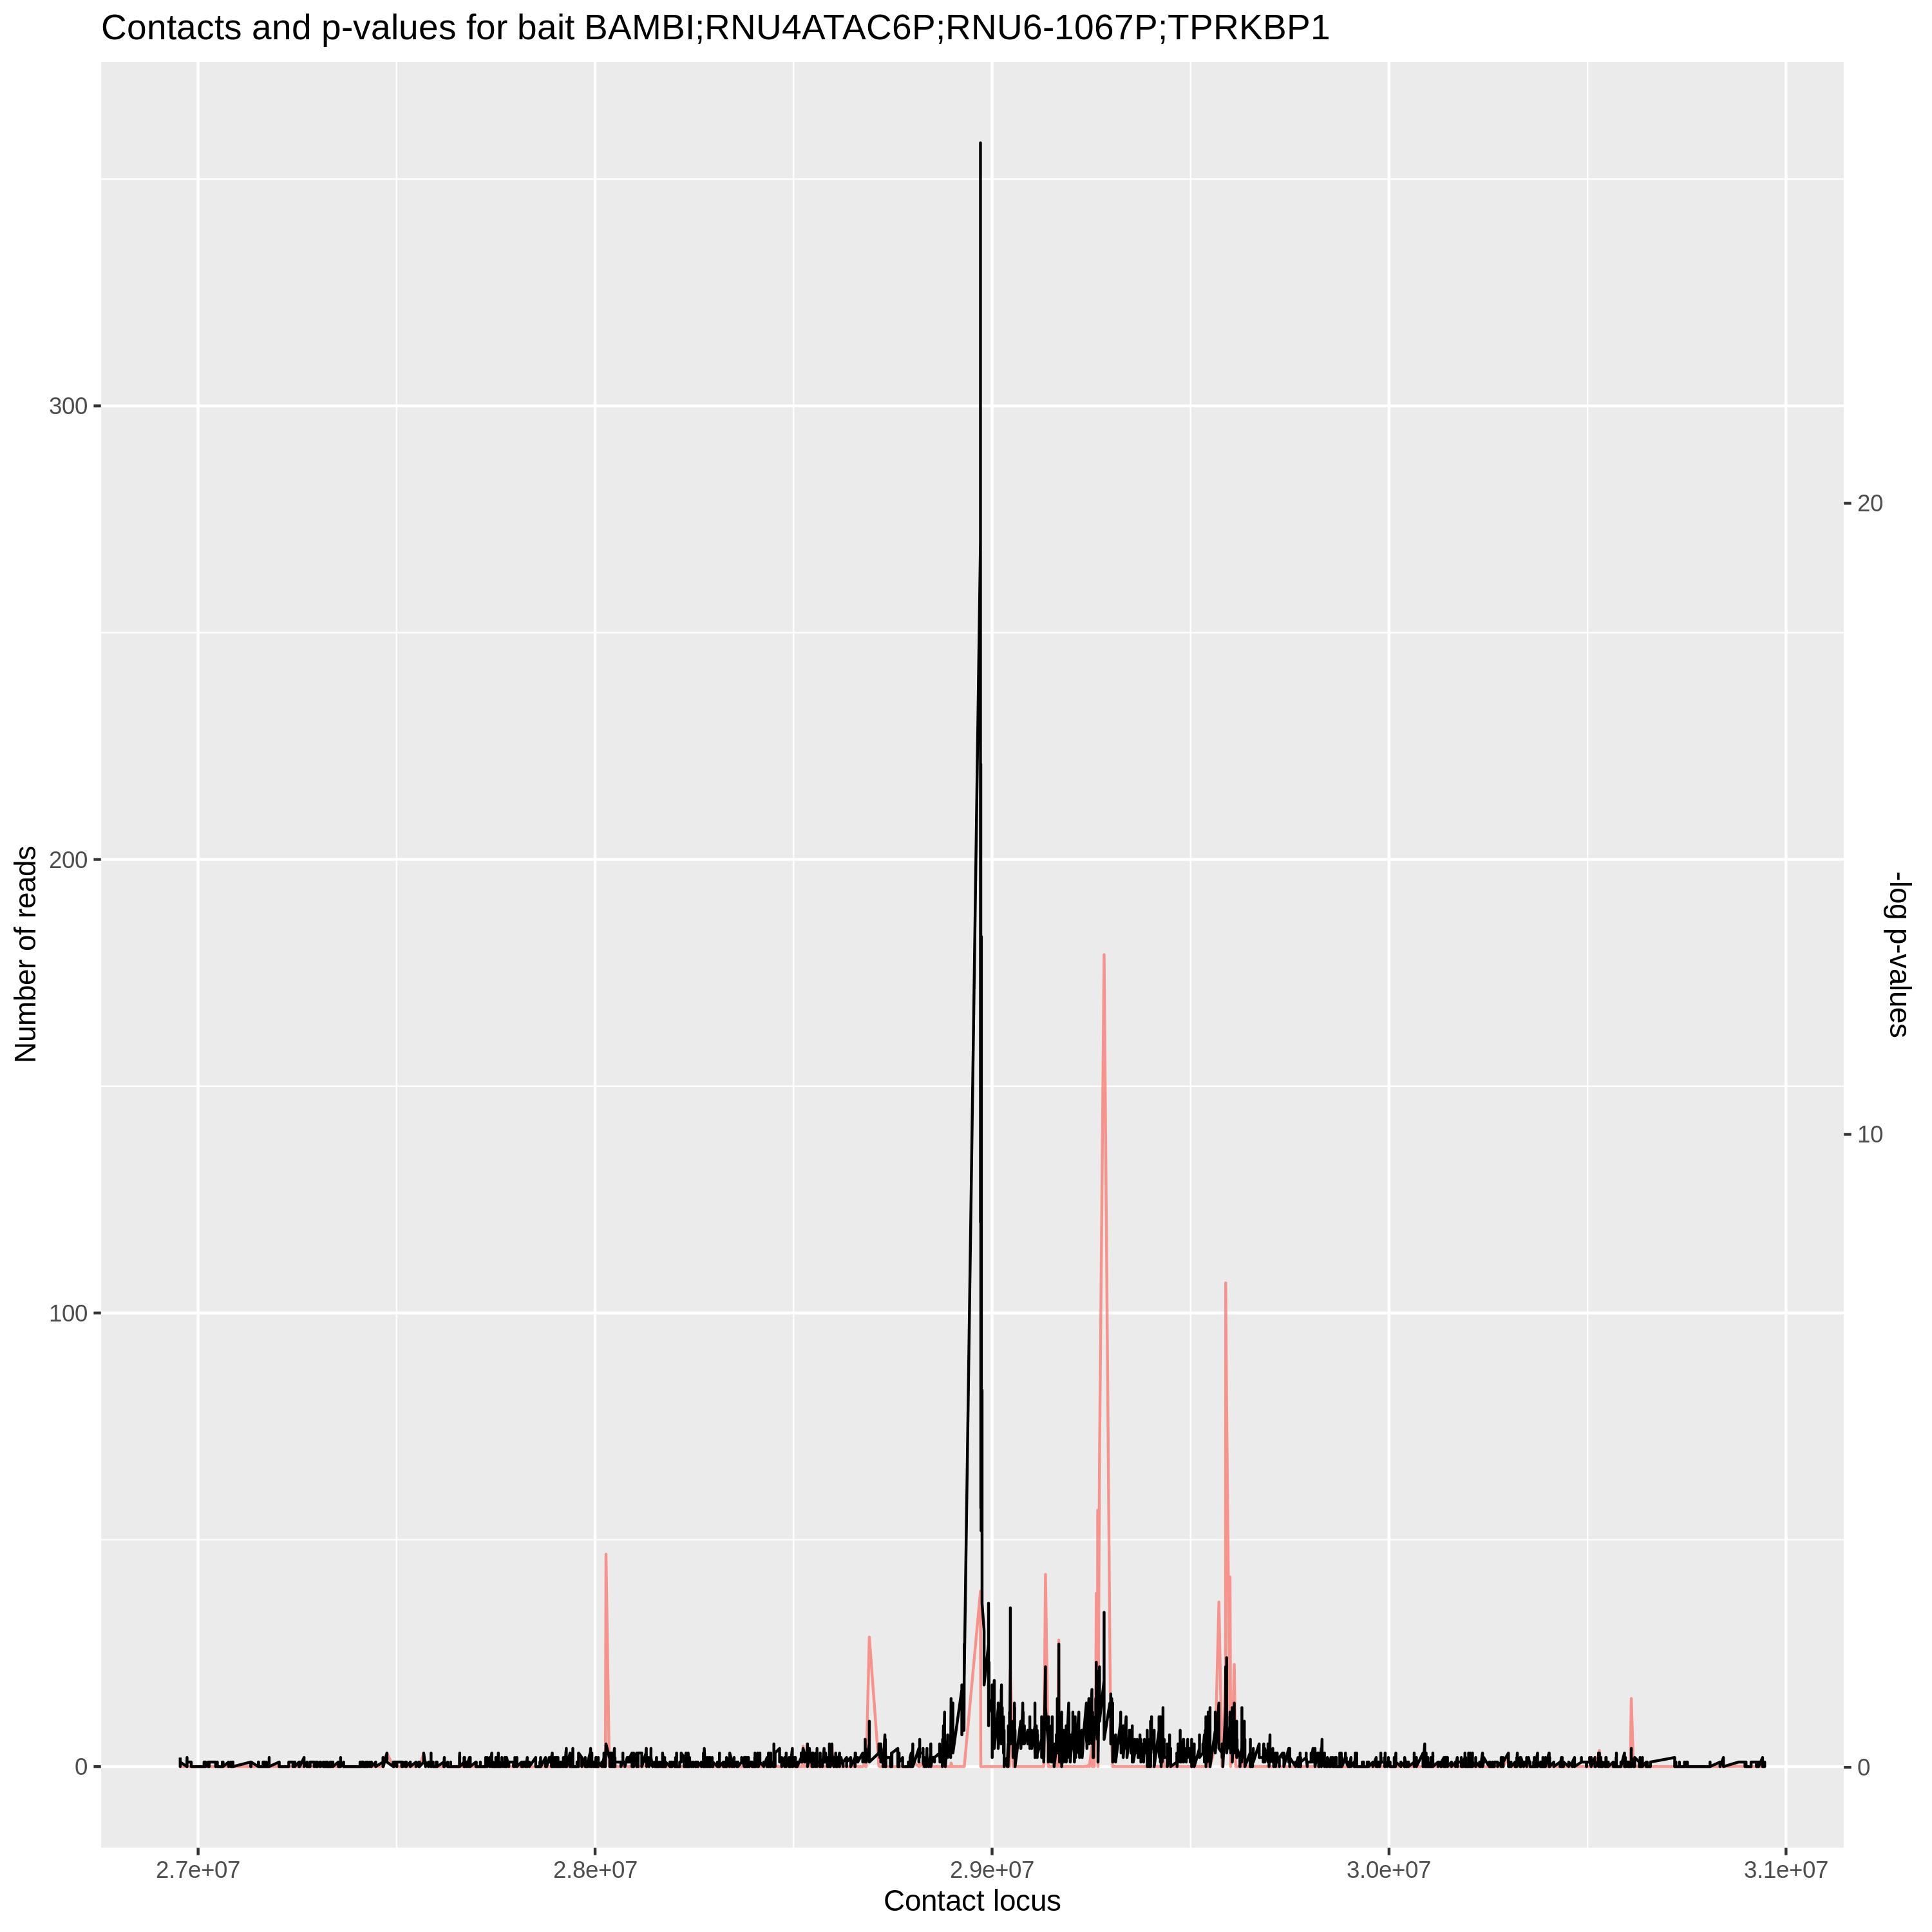 Contacts and p-values for bait BAMBI;RNU4ATAC6P;RNU6-1067P;TPRKBP1
Number of reads
300
200
100
0
20
10
0
-log p-values
2.7e+07 2.8e+07 2.9e+07 3.0e+07 3.1e+07
Contact locus